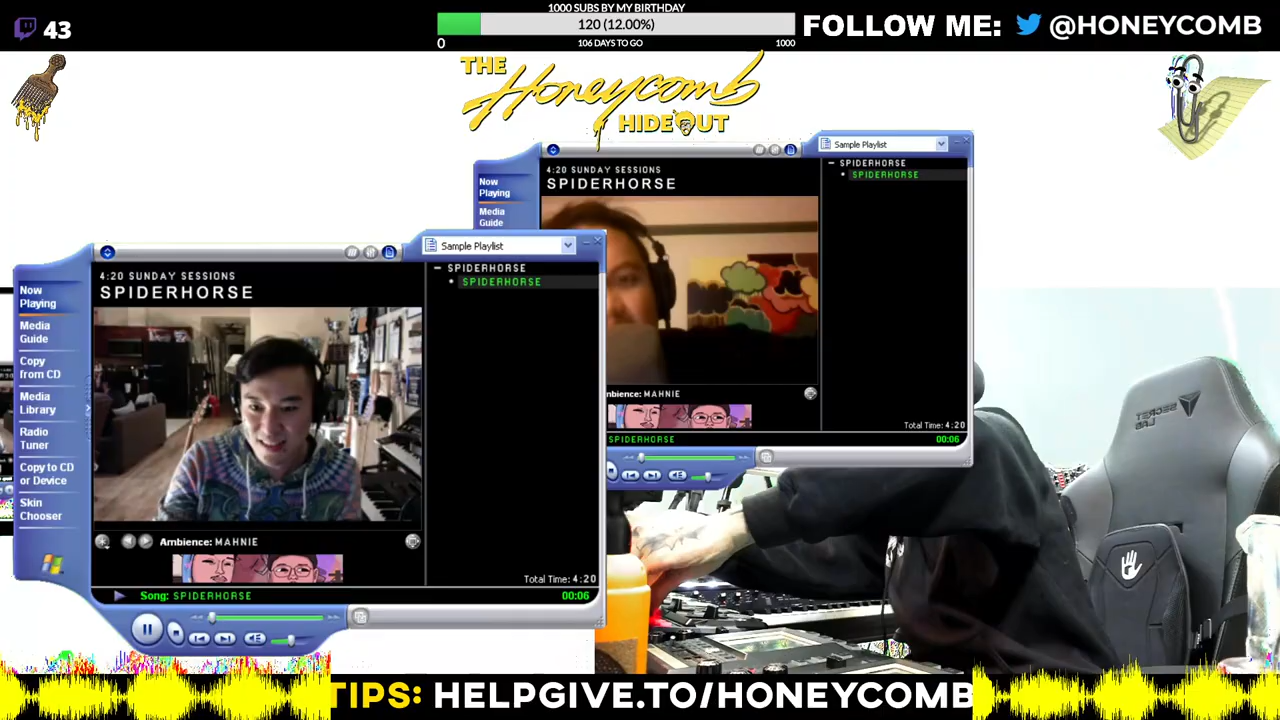 43
1000 SUBS BY MY BIRTHDAY
120 (12.00%)
0
106 DAYS TO GO
1000
FOLLOW ME: @HONEYCOMB
THE
Honeycomb
HIDEOUT
Sample Playlist
4:20 SUNDAY SESSIONS
SPIDERHORSE
Now
Playing
Media
Guide
SPIDERHORSE
SPIDERHORSE
mbience: MAHNIE
Total Time: 4:20
SPIDERHORSE
00:06
Sample Playlist
4:20 SUNDAY SESSIONS
SPIDERHORSE
SPIDERHORSE
SPIDERHORSE
Now
Playing
Media
Guide
Copy
from CD
Media
Library
Radio
Tuner
Copy to CD
or Device
Skin
Chooser
Ambience: MAHNIE
Total Time: 4:20
Song: SPIDERHORSE
00:06
SECRET
LAB
TIPS: HELPGIVE.TO/HONEYCOMB